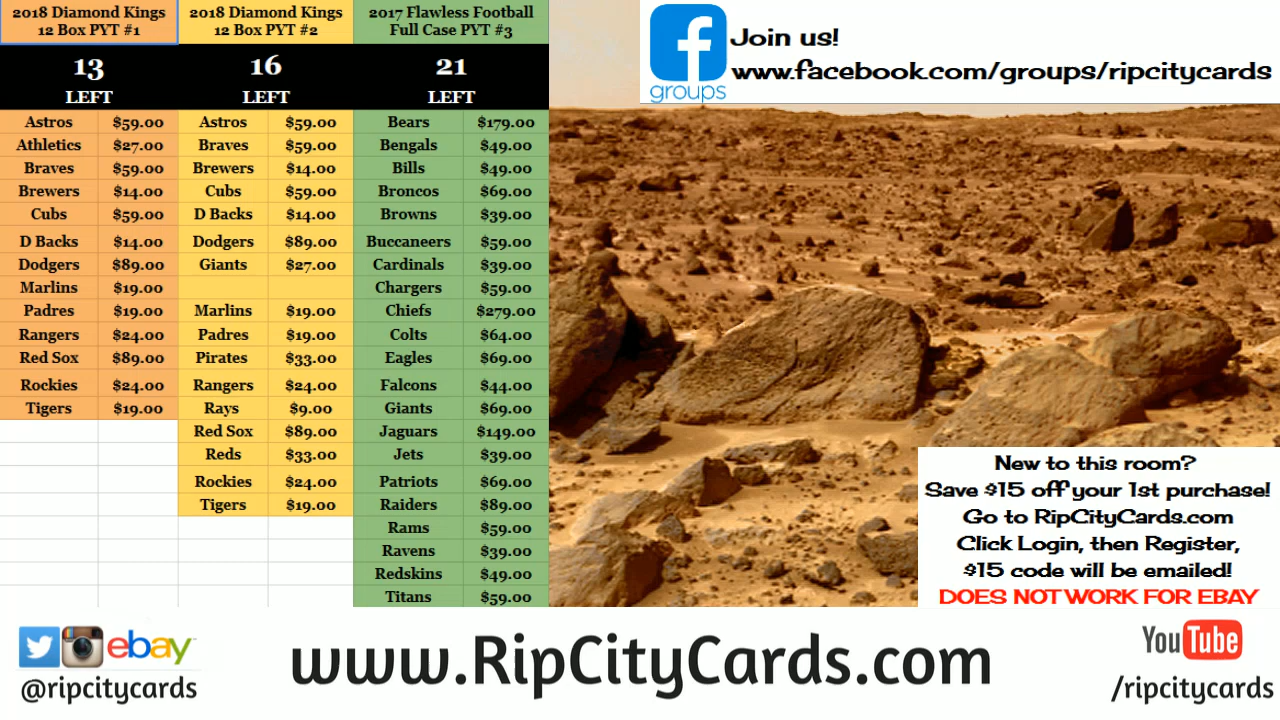 2018 Diamond Kings
12 Box PYT #1
13
LEFT
Astros $59.00
Athletics $27.00
Braves $59.00
Brewers $14.00
Cubs $59.00
D Backs $14.00
Dodgers $89.00
Marlins $19.00
Padres $19.00
Rangers $24.00
Red Sox $89.00
Rockies $24.00
Tigers $19.00
2018 Diamond Kings
12 Box PYT #2
16
LEFT
Astros $59.00
Braves $59.00
Brewers $14.00
Cubs $59.00
D Backs $14.00
Dodgers $89.00
Giants $27.00
Marlins $19.00
Padres $19.00
Pirates $33.00
Rangers $24.00
Rays $9.00
Red Sox $89.00
Reds $33.00
Rockies $24.00
Tigers $19.00
2017 Flawless Football
Full Case PYT #3
21
LEFT
Bears $179.00
Bengals $49.00
Bills $49.00
Broncos $69.00
Browns $39.00
Buccaneers $59.00
Cardinals $39.00
Chargers $59.00
Chiefs $279.00
Colts $64.00
Eagles $69.00
Falcons $44.00
Giants $69.00
Jaguars $149.00
Jets $39.00
Patriots $69.00
Raiders $89.00
Rams $59.00
Ravens $39.00
Redskins $49.00
Titans $59.00
f
groups
Join us!
www.facebook.com/groups/ripcitycards
New to this room?
Save $15 off your 1st purchase!
Go to RipCityCards.com
Click Login, then Register,
$15 code will be emailed!
DOES NOT WORK FOR EBAY
ebay
@ripcitycards
www.RipCityCards.com
YouTube
/ripcitycards